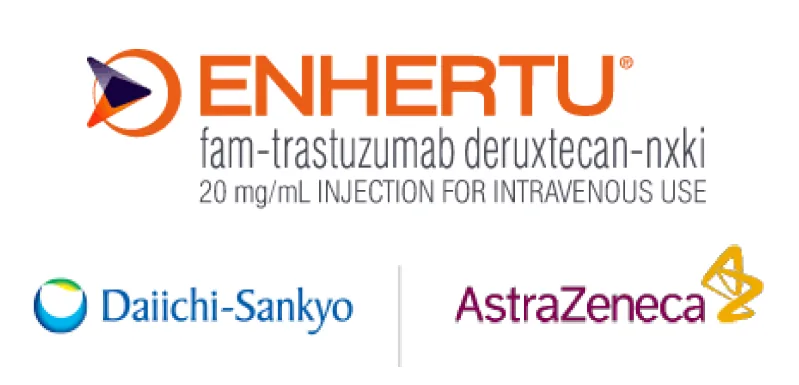 ENHERTU®
fam-trastuzumab deruxtecan-nxki
20 mg/mL INJECTION FOR INTRAVENOUS USE
Daiichi-Sankyo
AstraZeneca